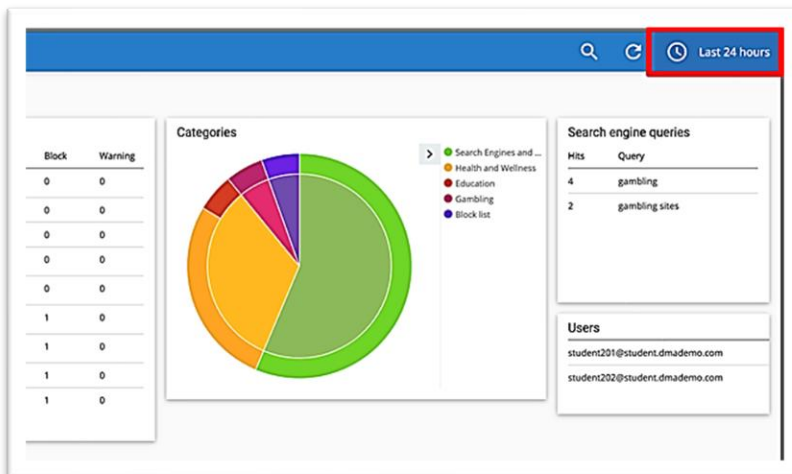 Last 24 hours
Block Warning
0 0
0 0
0 0
0 0
0 0
1 0
1 0
1 0
1 0
Categories
Search Engines and ...
Health and Wellness
Education
Gambling
Block list
Search engine queries
Hits Query
4 gambling
2 gambling sites
Users
student201@student.dmademo.com
student202@student.dmademo.com